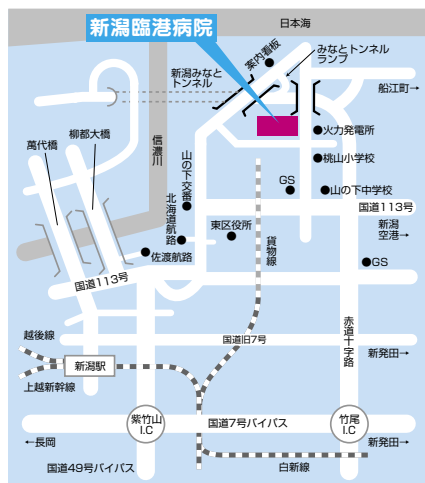 日本海
新潟臨港病院
案内看板
みなとトンネル
ランプ
新潟みなと
トンネル
船江町→
萬代橋
柳都大橋
信濃川
火力発電所
山の下交番
桃山小学校
GS
山の下中学校
北海道航路
国道113号
東区役所
新潟
空港→
貨物線
佐渡航路
GS
国道113号
赤道十字路
越後線
国道旧7号
新発田→
新潟駅
上越新幹線
紫竹山
I.C
国道7号バイパス
竹尾
I.C
←長岡
新発田→
国道49号バイパス
白新線